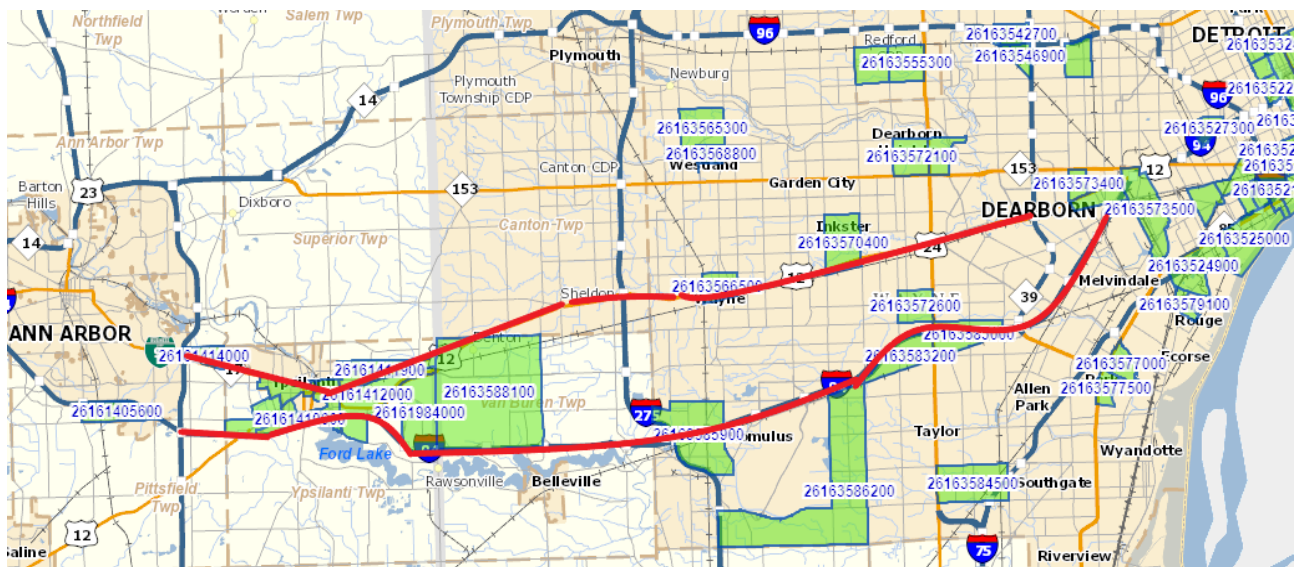 Northfield
Twp
Salem Twp
Plymouth Twp
Plymouth
96
Redford
26163542700
DETROIT
26163546900
26163555300
Newburg
Plymouth
Township CDP
14
96
Ann Arbor Twp
26163565300
26163527300
94
Dearborn
26163568800
Westland
26163572100
Canton CDP
153
12
Barton
Hills
23
153
Garden City
26163573400
Dixboro
DEARBORN
26163573500
Canton Twp
Inkster
14
Superior Twp
26163570400
24
26163525000
26163524900
12
Melvindale
Sheldon
26163566500
Wayne
39
26163579100
Rouge
26163572600
ANN ARBOR
Denton
26161414000
17
12
26163583200
Ecorse
26163577000
Ypsilanti
26161412000
26163588100
Allen
Park
26163577500
26161405600
26161984000
Van Buren Twp
275
Taylor
Ford Lake
Wyandotte
Rawsonville
Belleville
Southgate
26163584500
Pittsfield
Twp
Ypsilanti Twp
26163586200
12
Saline
75
Riverview